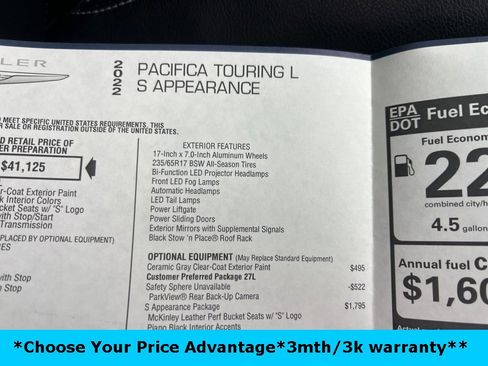 LER
2022 PACIFICA TOURING L
S APPEARANCE
MEET SPECIFIC UNITED STATES REQUIREMENTS, THIS
SALE OR REGISTRATION OUTSIDE OF THE UNITED STATES.
RETAIL PRICE OF
PREPARATION
$41,125
Coat Exterior Paint
Interior Colors
Seats w/ "S" Logo
with Stop/Start
Transmission
BY OPTIONAL EQUIPMENT)
with Stop
with Stop
EXTERIOR FEATURES
17-Inch x 7.0-Inch Aluminum Wheels
235/65R17 BSW All-Season Tires
Bi-Function LED Projector Headlamps
Front LED Fog Lamps
Automatic Headlamps
LED Tail Lamps
Power Liftgate
Power Sliding Doors
Exterior Mirrors with Supplemental Signals
Black Stow 'n Place® Roof Rack
OPTIONAL EQUIPMENT (May Replace Standard Equipment)
Ceramic Gray Clear-Coat Exterior Paint $495
Customer Preferred Package 27L
Safety Sphere Unavailable -$522
ParkView® Rear Back-Up Camera
S Appearance Package $1,795
McKinley Leather Perf Bucket Seats w/ "S" Logo
Piano Black Interior Accents
EPA
DOT
Fuel Econom
Fuel Econom
22
combined city/h
4.5 gallon
Annual fuel C
$1,60
Actual
*Choose Your Price Advantage*3mth/3k warranty**